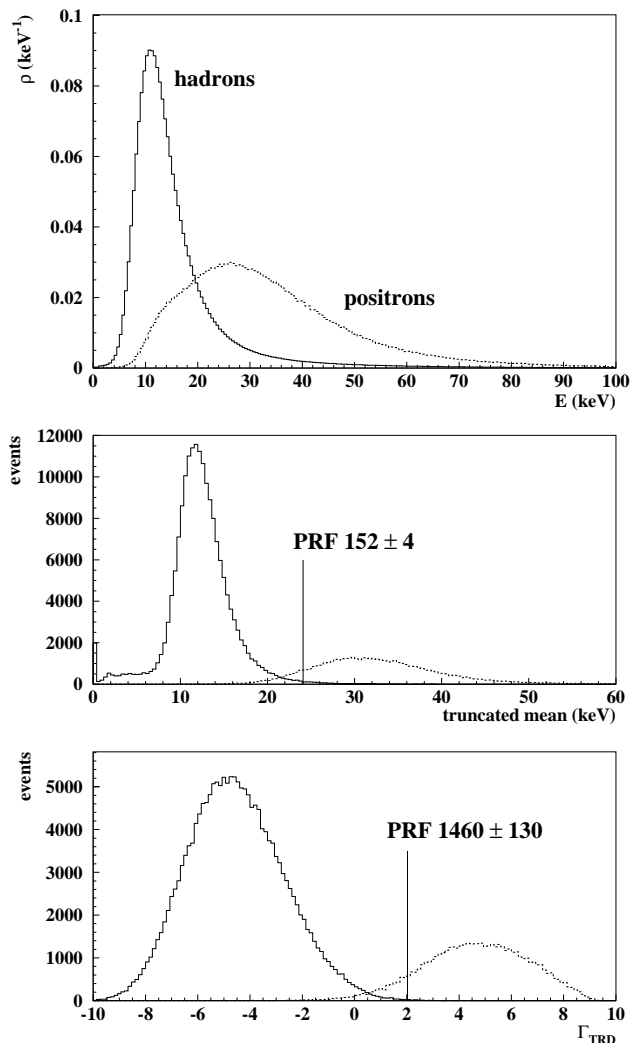 ρ (keV⁻¹)
0.1
0.08
0.06
0.04
0.02
0
hadrons
positrons
0 10 20 30 40 50 60 70 80 90 100
E (keV)
events
12000
10000
8000
6000
4000
2000
0
PRF 152 ± 4
0 10 20 30 40 50 60
truncated mean (keV)
events
5000
4000
3000
2000
1000
0
PRF 1460 ± 130
-10 -8 -6 -4 -2 0 2 4 6 8 10
Γ_TRD